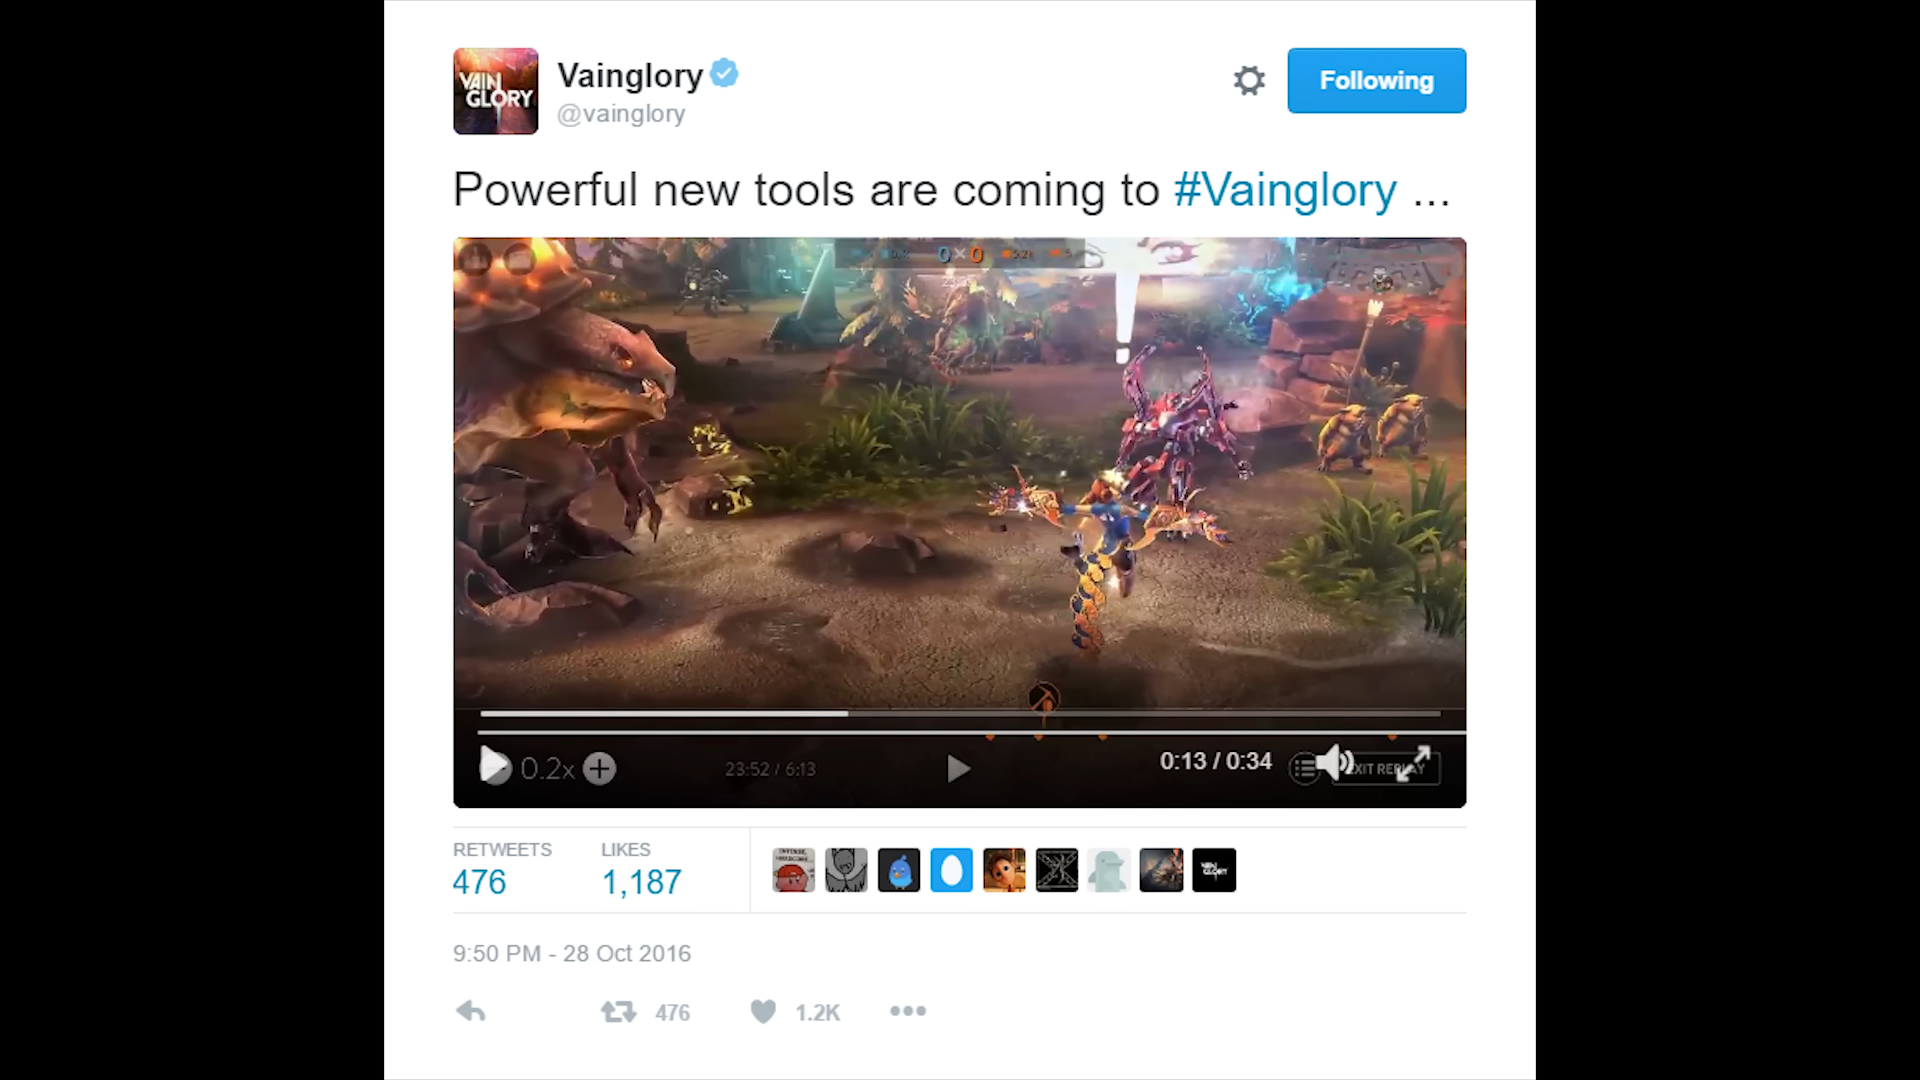 VAIN
GLORY
Vainglory
@vainglory
Following
Powerful new tools are coming to #Vainglory ...
0 × 0
0.2x
23:52 / 6:13
0:13 / 0:34
EXIT REPLAY
RETWEETS
476
LIKES
1,187
9:50 PM - 28 Oct 2016
476
1.2K